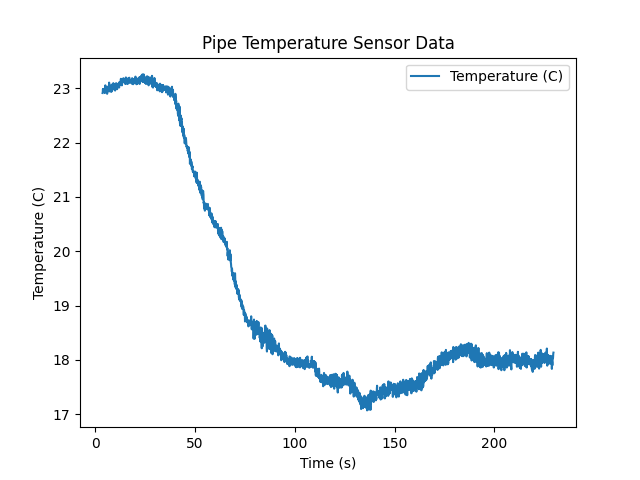 Pipe Temperature Sensor Data
Temperature (C)
Temperature (C)
23
22
21
20
19
18
17
0 50 100 150 200
Time (s)